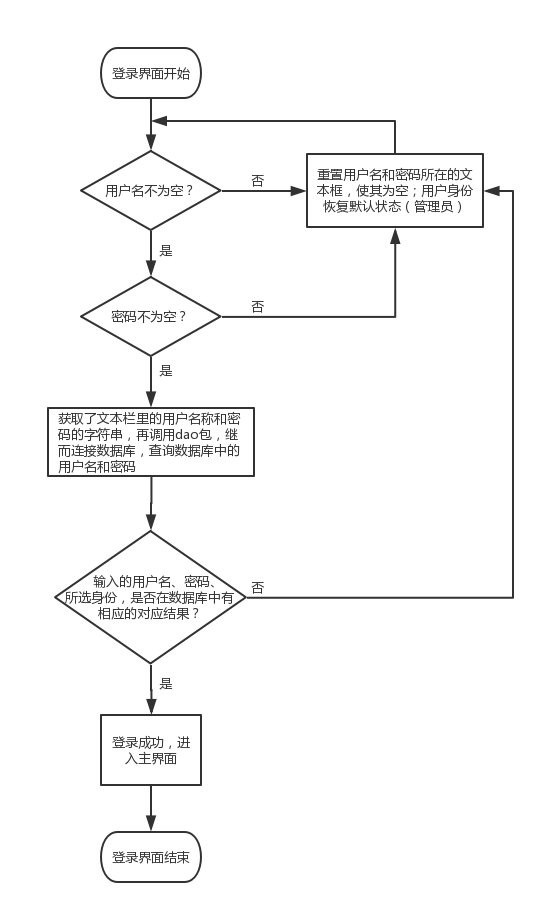 登录界面开始
用户名不为空？
否
重置用户名和密码所在的文
本框，使其为空；用户身份
恢复默认状态（管理员）
是
密码不为空？
否
是
获取了文本栏里的用户名称和密
码的字符串，再调用dao包，继
而连接数据库，查询数据库中的
用户名和密码
输入的用户名、密码、
所选身份，是否在数据库中有
相应的对应结果？
否
是
登录成功，进
入主界面
登录界面结束